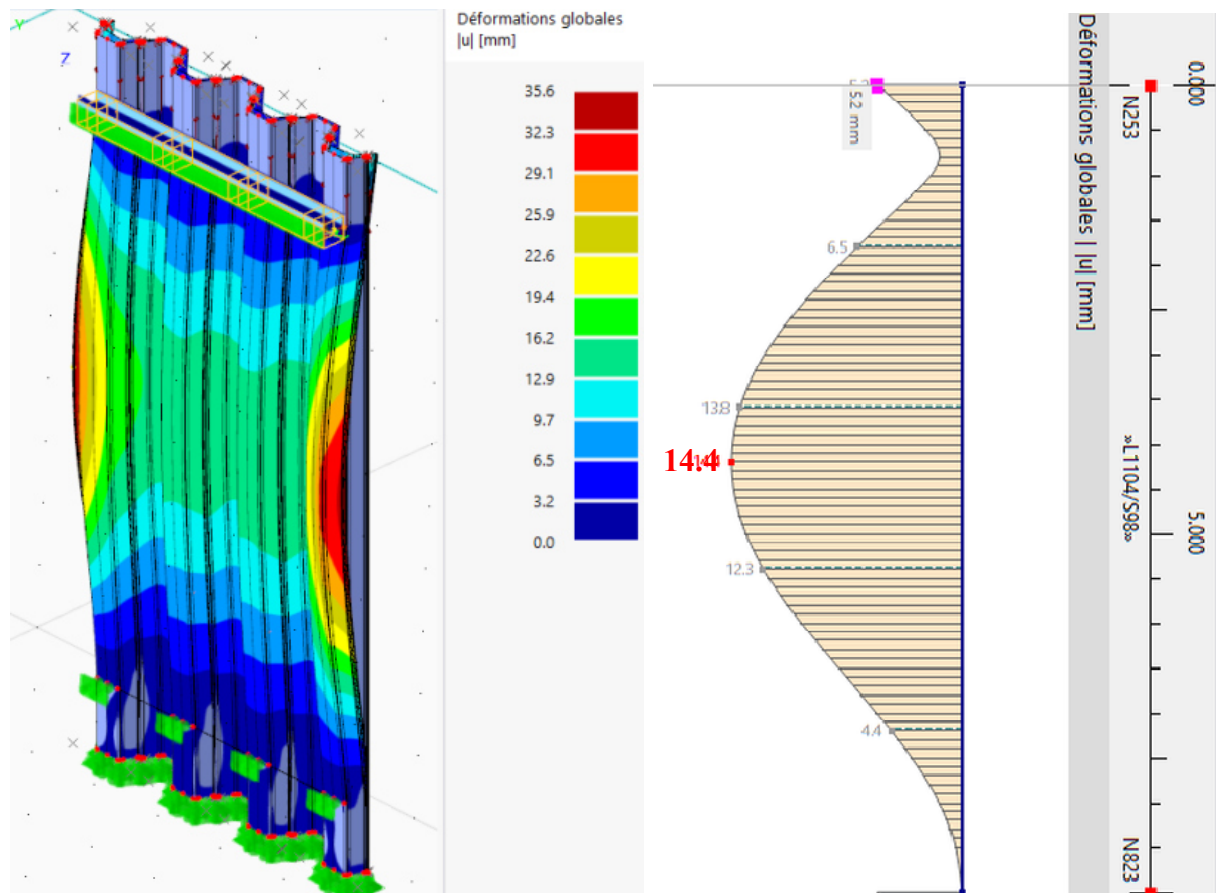 Déformations globales
|u| [mm]
Y
Z
35.6
32.3
29.1
25.9
22.6
19.4
16.2
12.9
9.7
6.5
3.2
0.0
52 mm
6.5
13.8
14.4
12.3
4.4
Déformations globales | |u| [mm]
N253
»L1104/S98»
N823
0.000
5.000